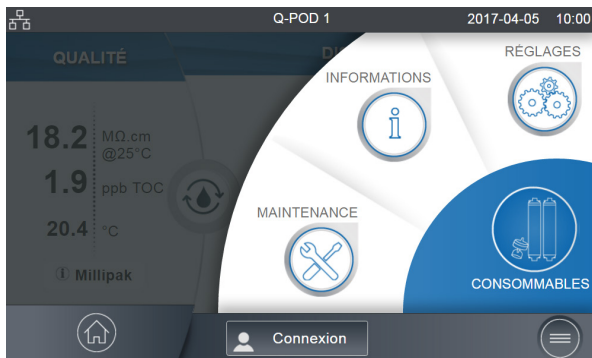 Q-POD 1
2017-04-05 10:00
QUALITÉ
DI
18.2 MΩ.cm
@25°C
1.9 ppb TOC
20.4 °C
i Millipak
INFORMATIONS
RÉGLAGES
MAINTENANCE
CONSOMMABLES
Connexion